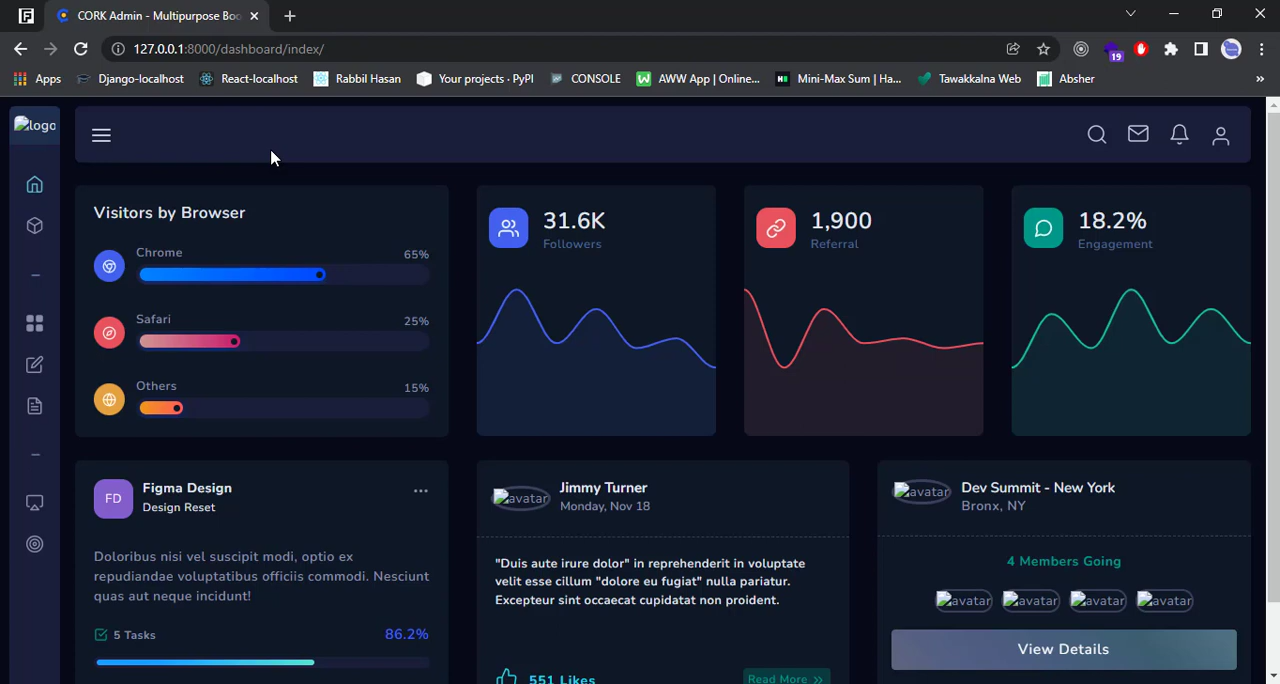 CORK Admin - Multipurpose Boo
127.0.0.1:8000/dashboard/index/
19
Apps
Django-localhost
React-localhost
Rabbil Hasan
Your projects · PyPI
CONSOLE
AWW App | Online...
Mini-Max Sum | Ha...
Tawakkalna Web
Absher
»
logo
Visitors by Browser
Chrome
65%
Safari
25%
Others
15%
31.6K
Followers
1,900
Referral
18.2%
Engagement
FD
Figma Design
Design Reset
Doloribus nisi vel suscipit modi, optio ex
repudiandae voluptatibus officiis commodi. Nesciunt
quas aut neque incidunt!
5 Tasks
86.2%
avatar
Jimmy Turner
Monday, Nov 18
"Duis aute irure dolor" in reprehenderit in voluptate
velit esse cillum "dolore eu fugiat" nulla pariatur.
Excepteur sint occaecat cupidatat non proident.
551 Likes
Read More
avatar
Dev Summit - New York
Bronx, NY
4 Members Going
avatar avatar avatar avatar
View Details